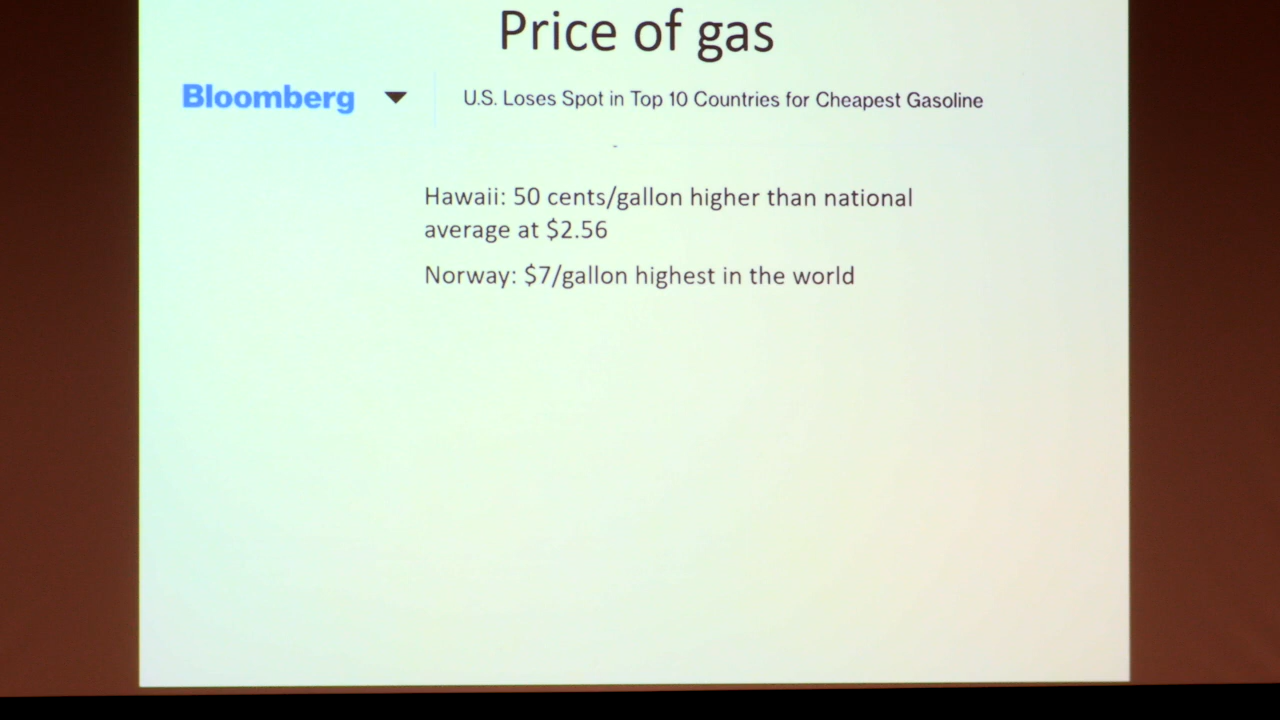 Price of gas
Bloomberg
U.S. Loses Spot in Top 10 Countries for Cheapest Gasoline
Hawaii: 50 cents/gallon higher than national
average at $2.56
Norway: $7/gallon highest in the world